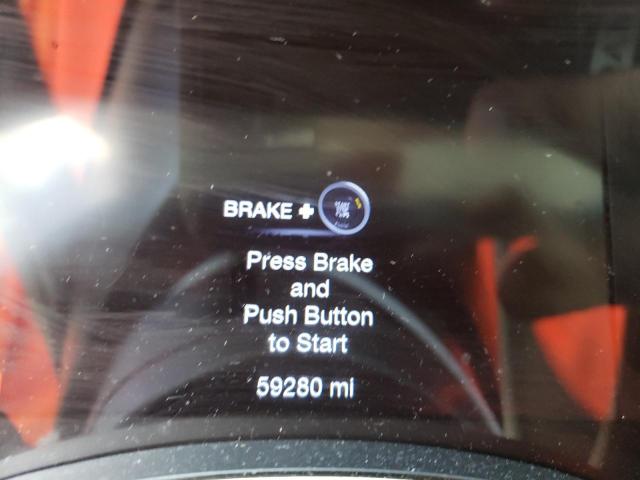 BRAKE +
Press Brake
and
Push Button
to Start
59280 mi